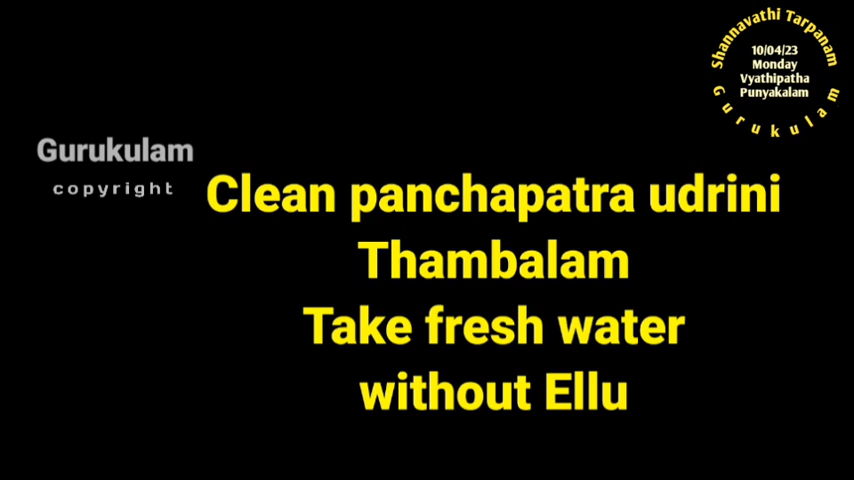 Shannavathi Tarpanam
10/04/23
Monday
Vyathipatha
Punyakalam
Gurukulam
Gurukulam
copyright
Clean panchapatra udrini
Thambalam
Take fresh water
without Ellu